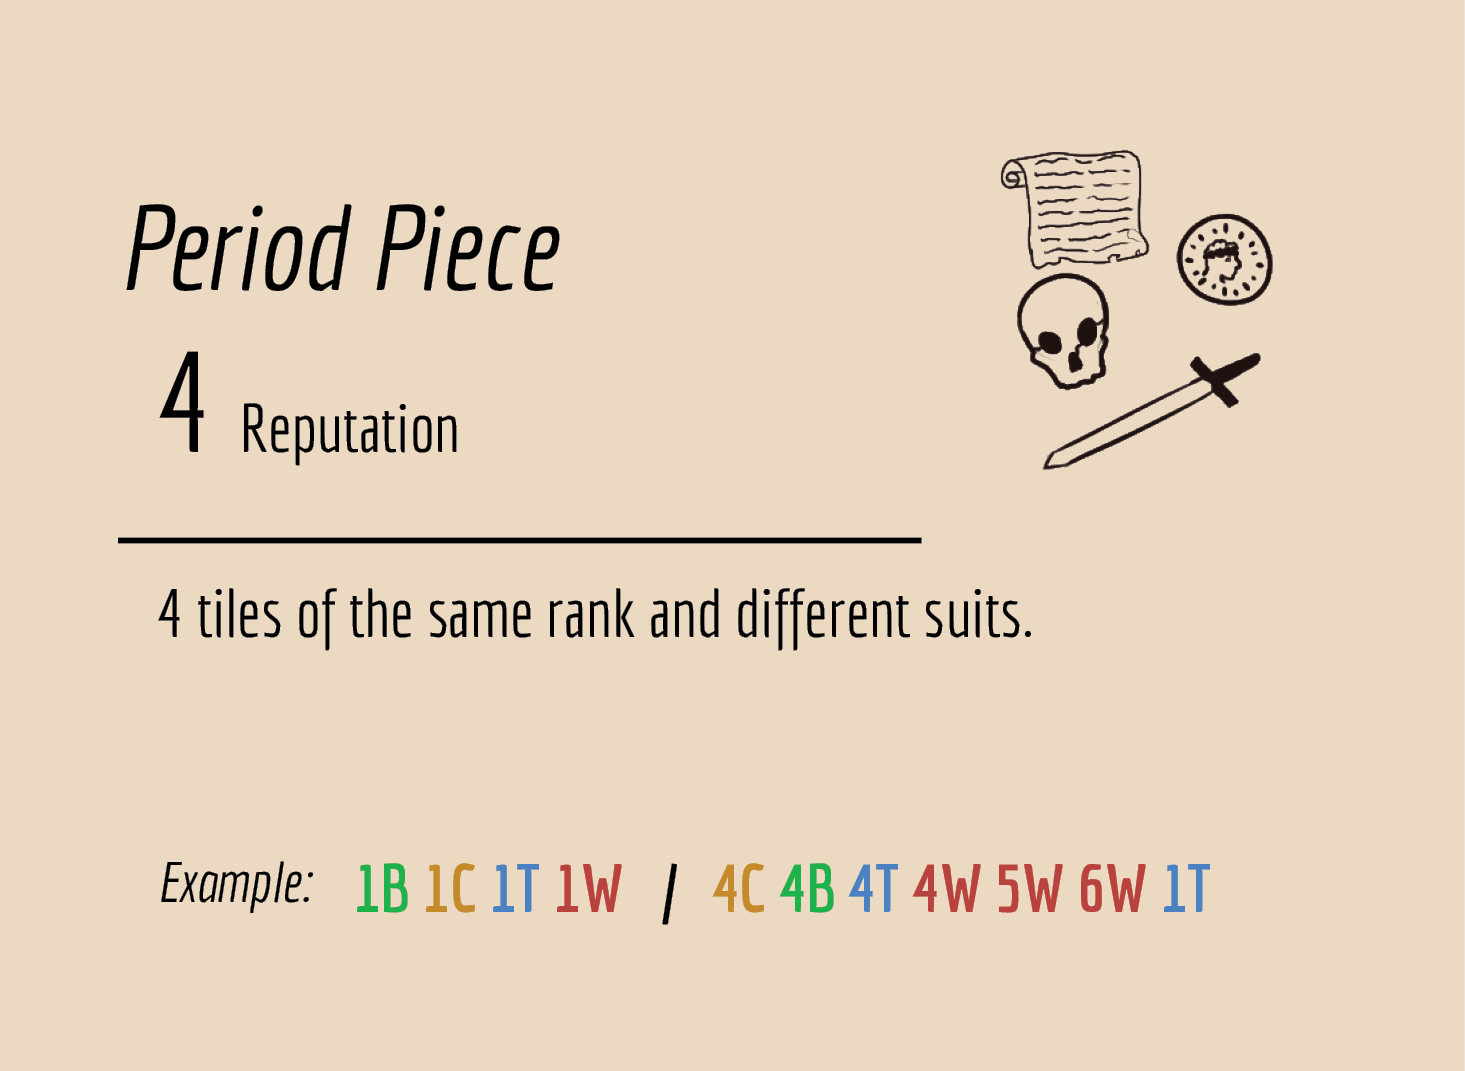 Period Piece
4 Reputation
4 tiles of the same rank and different suits.
Example: 1B 1C 1T 1W / 4C 4B 4T 4W 5W 6W 1T